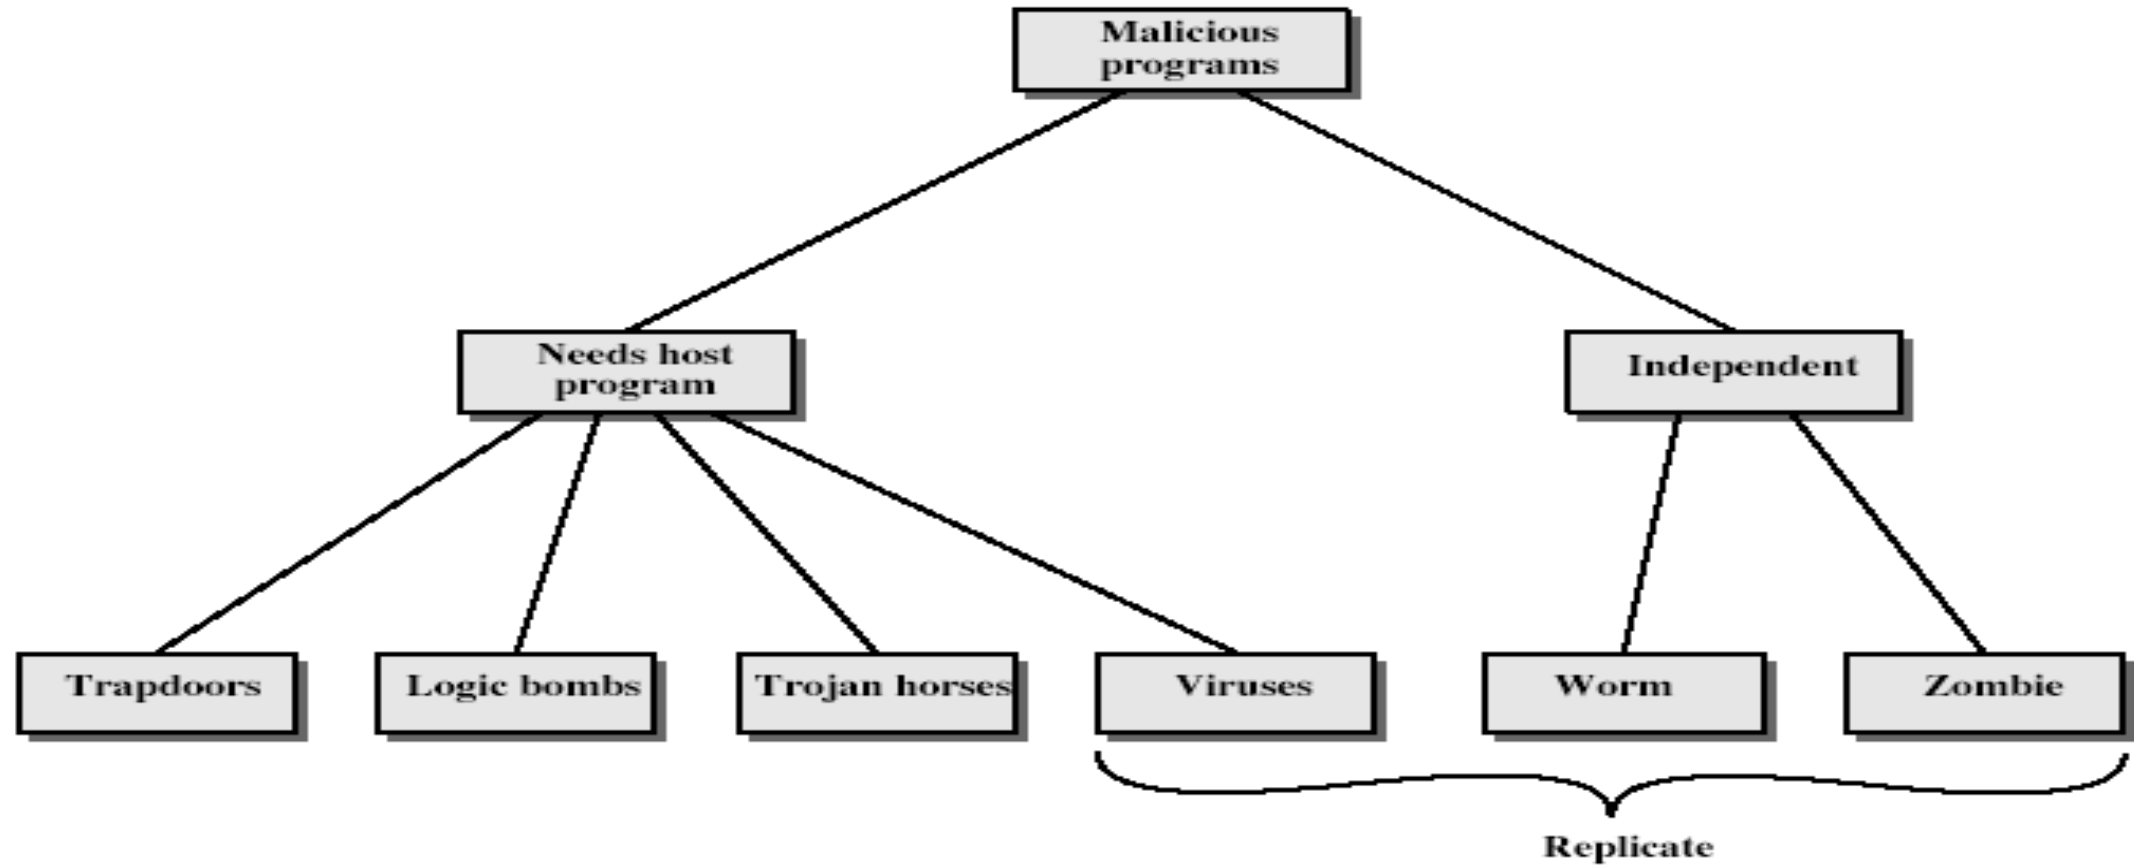 Malicious
programs
Needs host
program
Independent
Trapdoors
Logic bombs
Trojan horses
Viruses
Worm
Zombie
Replicate